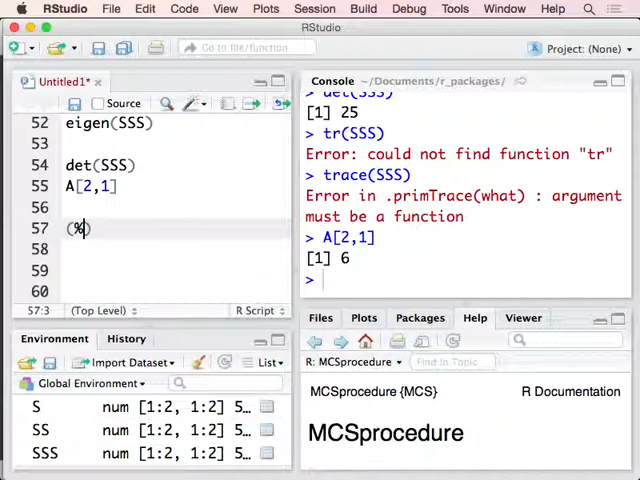 RStudio File Edit Code View Plots Session Build Debug Tools Window Help
RStudio
Go to file/function Project: (None)
Untitled1*
Source
52 eigen(SSS)
53
54 det(SSS)
55 A[2,1]
56
57 (%)
58
59
60
57:3 (Top Level) R Script
Console ~/Documents/r_packages/
> det(SSS)
[1] 25
> tr(SSS)
Error: could not find function "tr"
> trace(SSS)
Error in .primTrace(what) : argument
must be a function
> A[2,1]
[1] 6
>
Environment History
Import Dataset List
Global Environment
S num [1:2, 1:2] 5...
SS num [1:2, 1:2] 5...
SSS num [1:2, 1:2] 5...
Files Plots Packages Help Viewer
R: MCSprocedure Find in Topic
MCSprocedure {MCS} R Documentation
MCSprocedure